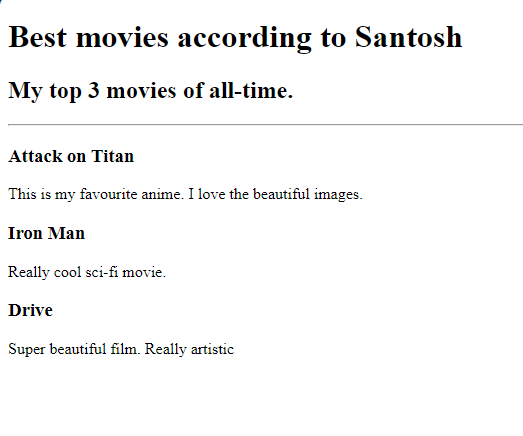 Best movies according to Santosh
My top 3 movies of all-time.
Attack on Titan
This is my favourite anime. I love the beautiful images.
Iron Man
Really cool sci-fi movie.
Drive
Super beautiful film. Really artistic